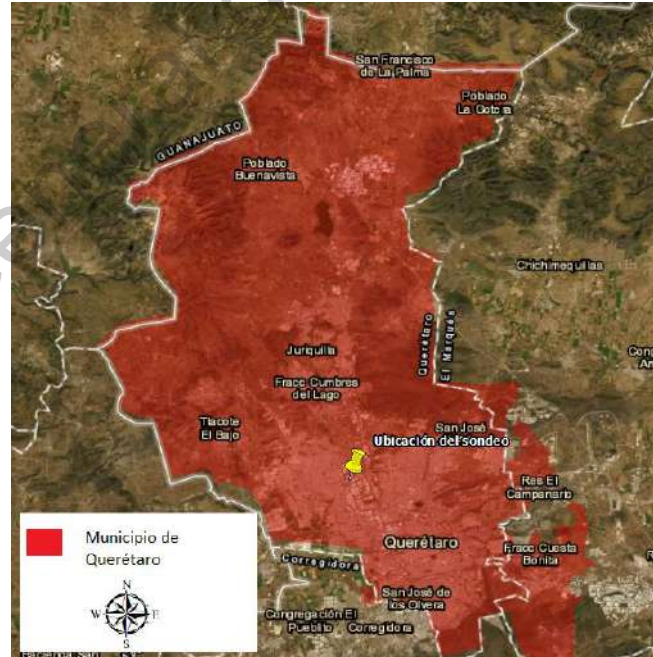 San Francisco
de La Palma
Poblado
La Gotera
GUANAJUATO
Poblado
Buenavista
Chichimequillas
Querétaro
El Marqués
Juriquilla
Fracc Cumbres
del Lago
Tlacote
El Bajo
San José
Ubicación del sondeo
Res El
Campanario
Querétaro
Fracc Cuesta
Bonita
Corregidora
San José de
los Olvera
Congregación El
Pueblito
Corregidora
Municipio de
Querétaro
N
W
E
S